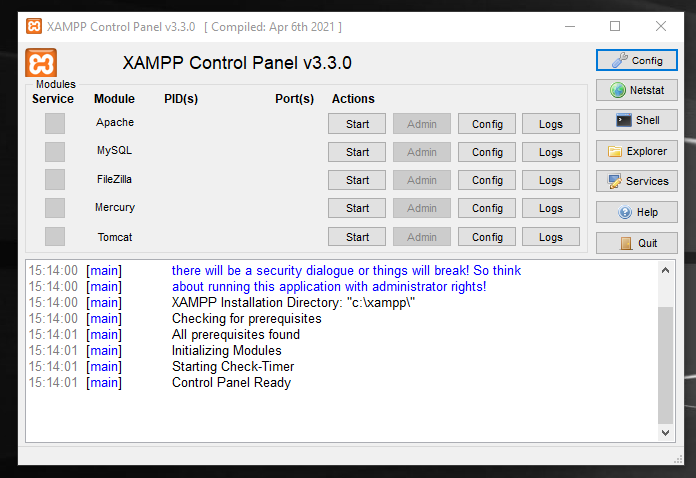 XAMPP Control Panel v3.3.0 [ Compiled: Apr 6th 2021 ]
XAMPP Control Panel v3.3.0
Config
Modules
Service Module PID(s) Port(s) Actions
Netstat
Apache Start Admin Config Logs
Shell
MySQL Start Admin Config Logs
Explorer
FileZilla Start Admin Config Logs
Services
Mercury Start Admin Config Logs
Help
Tomcat Start Admin Config Logs
Quit
15:14:00 [main] there will be a security dialogue or things will break! So think
15:14:00 [main] about running this application with administrator rights!
15:14:00 [main] XAMPP Installation Directory: "c:\xampp\"
15:14:00 [main] Checking for prerequisites
15:14:01 [main] All prerequisites found
15:14:01 [main] Initializing Modules
15:14:01 [main] Starting Check-Timer
15:14:01 [main] Control Panel Ready